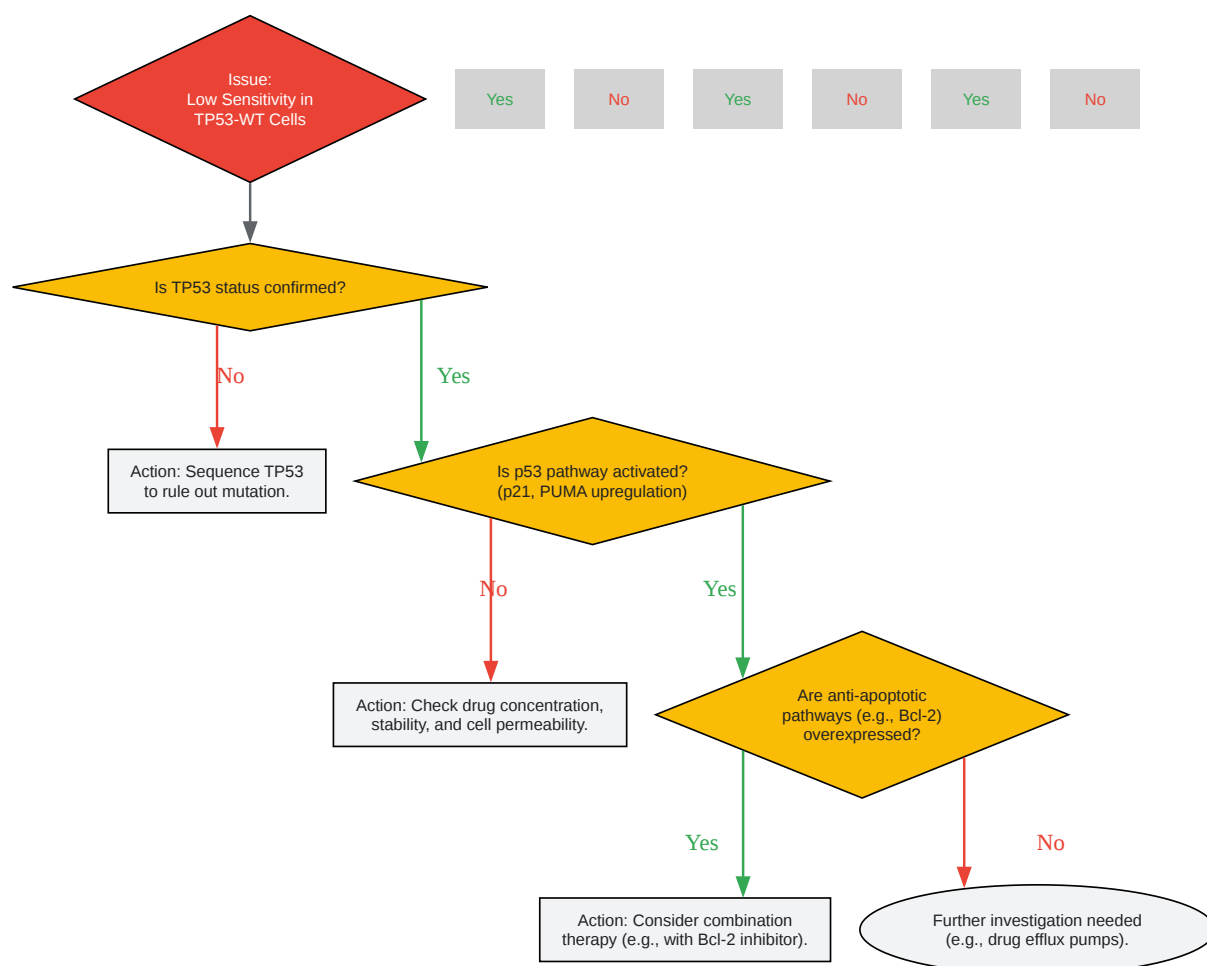 Issue:
Low Sensitivity in
TP53-WT Cells
Yes
No
Yes
No
Yes
No
Is TP53 status confirmed?
No
Yes
Action: Sequence TP53
to rule out mutation.
Is p53 pathway activated?
(p21, PUMA upregulation)
No
Yes
Action: Check drug concentration,
stability, and cell permeability.
Are anti-apoptotic
pathways (e.g., Bcl-2)
overexpressed?
Yes
No
Action: Consider combination
therapy (e.g., with Bcl-2 inhibitor).
Further investigation needed
(e.g., drug efflux pumps).